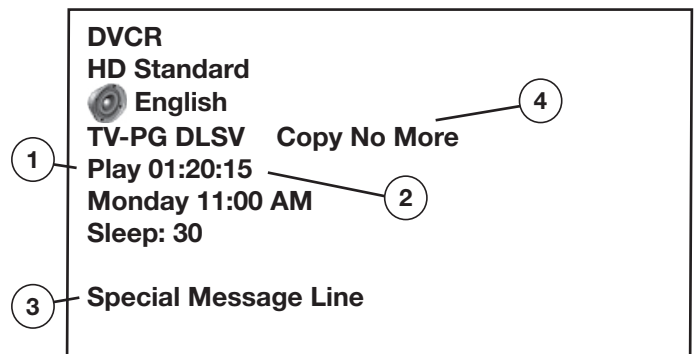 DVCR
HD Standard
English
4
TV-PG DLSV Copy No More
1
Play 01:20:15
2
Monday 11:00 AM
Sleep: 30
3
Special Message Line